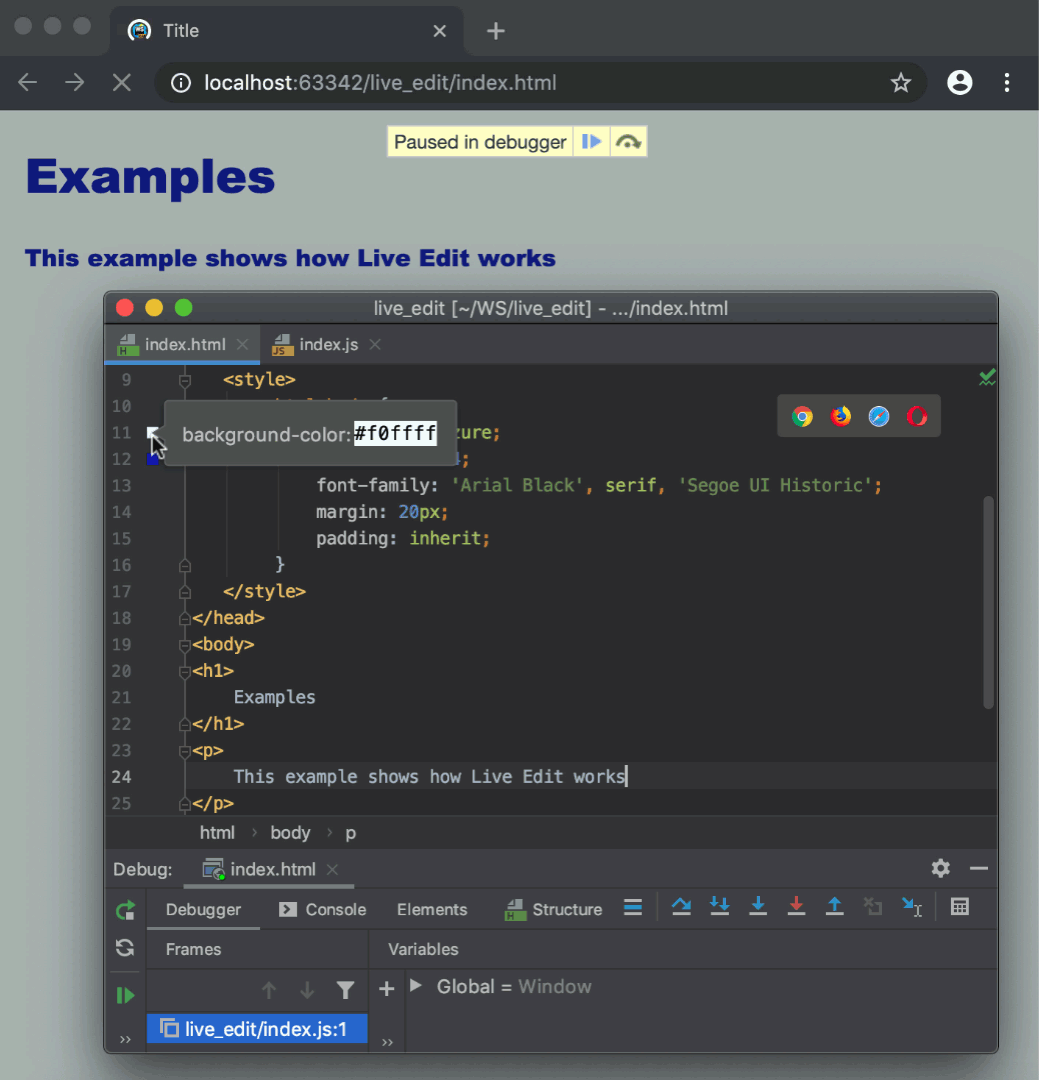 Title
localhost:63342/live_edit/index.html
Paused in debugger
Examples
This example shows how Live Edit works
live_edit [~/WS/live_edit] - .../index.html
index.html
index.js
9 <style>
10
11 zure;
background-color:#f0ffff
12 ;
13 font-family: 'Arial Black', serif, 'Segoe UI Historic';
14 margin: 20px;
15 padding: inherit;
16 }
17 </style>
18 </head>
19 <body>
20 <h1>
21 Examples
22 </h1>
23 <p>
24 This example shows how Live Edit works
25 </p>
html › body › p
Debug: index.html
Debugger Console Elements Structure
Frames Variables
Global = Window
live_edit/index.js:1